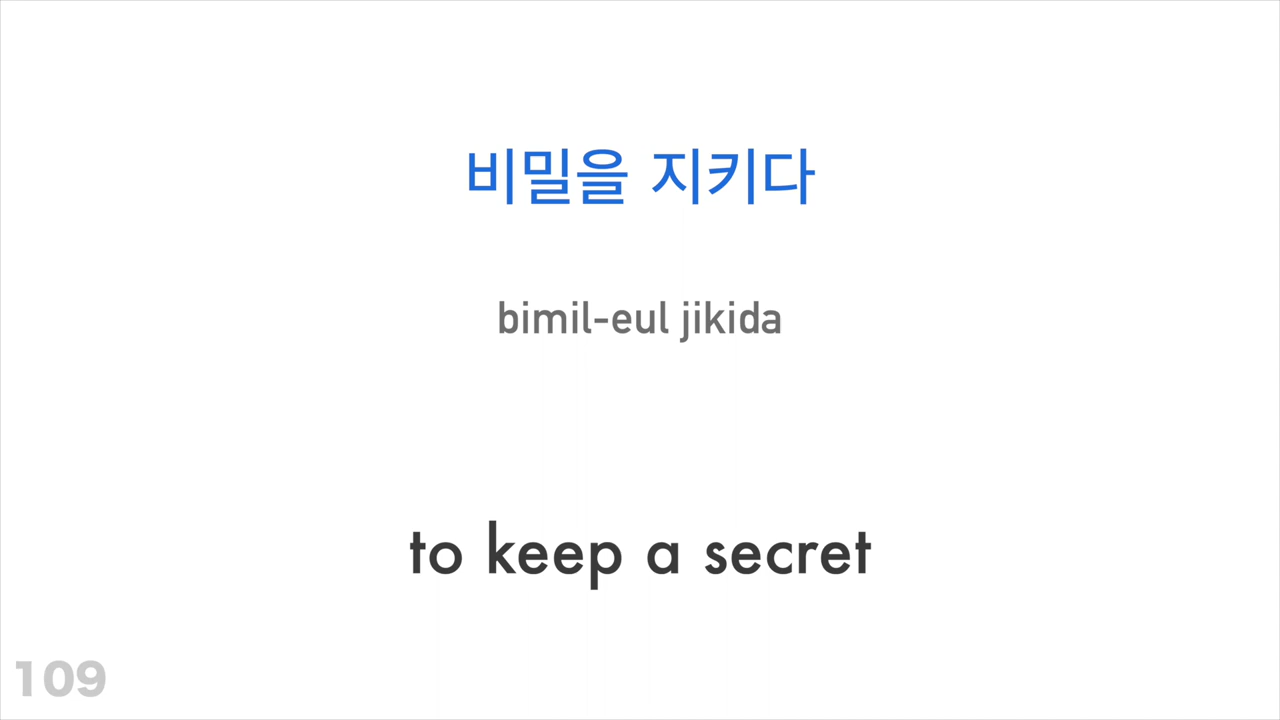 비밀을 지키다
bimil-eul jikida
to keep a secret
109